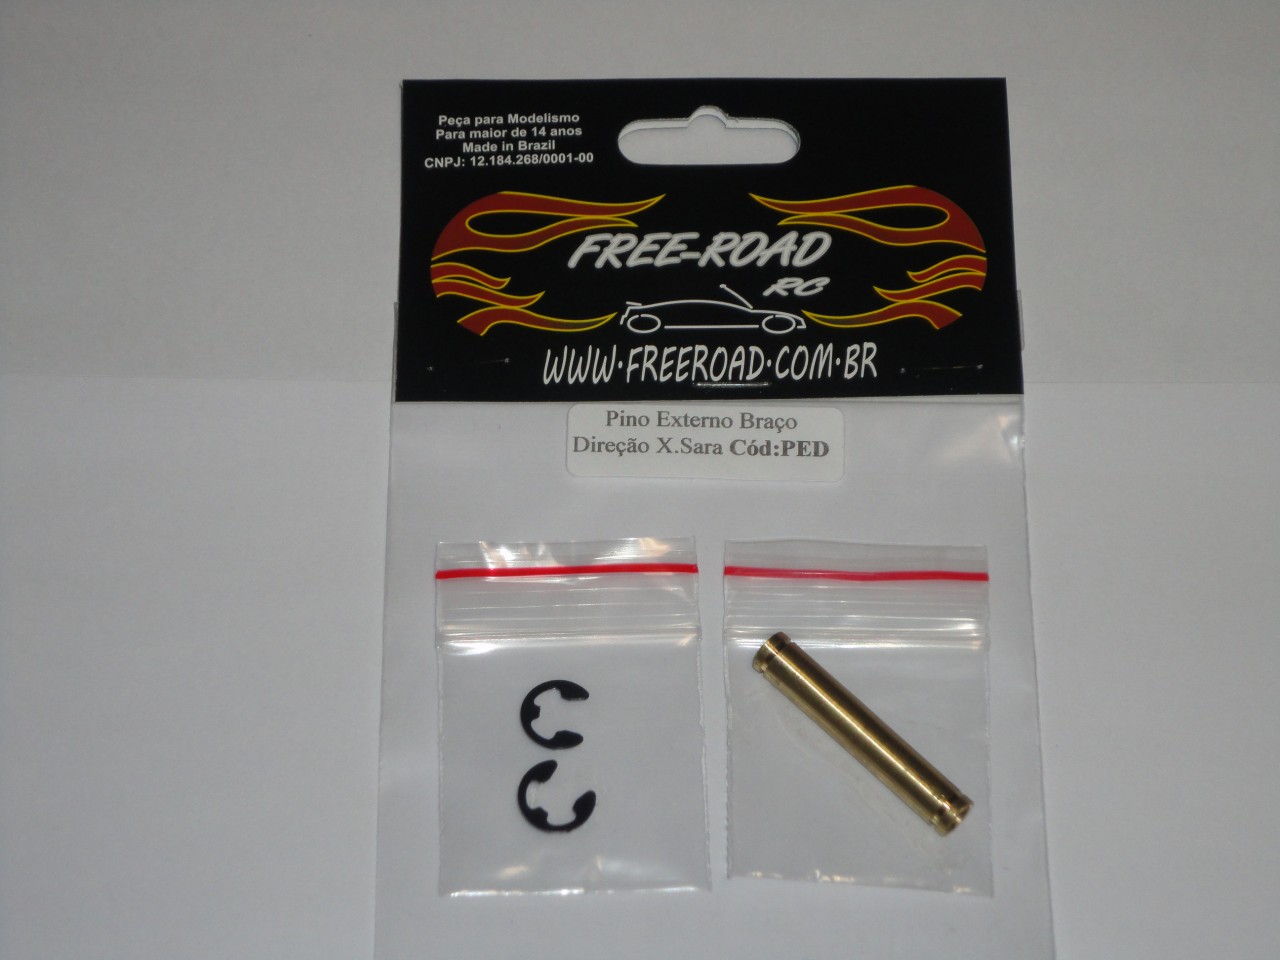 Peça para Modelismo
Para maior de 14 anos
Made in Brazil
CNPJ: 12.184.268/0001-00
FREE-ROAD
RC
WWW.FREEROAD.COM.BR
Pino Externo Braço
Direção X.Sara Cód:PED